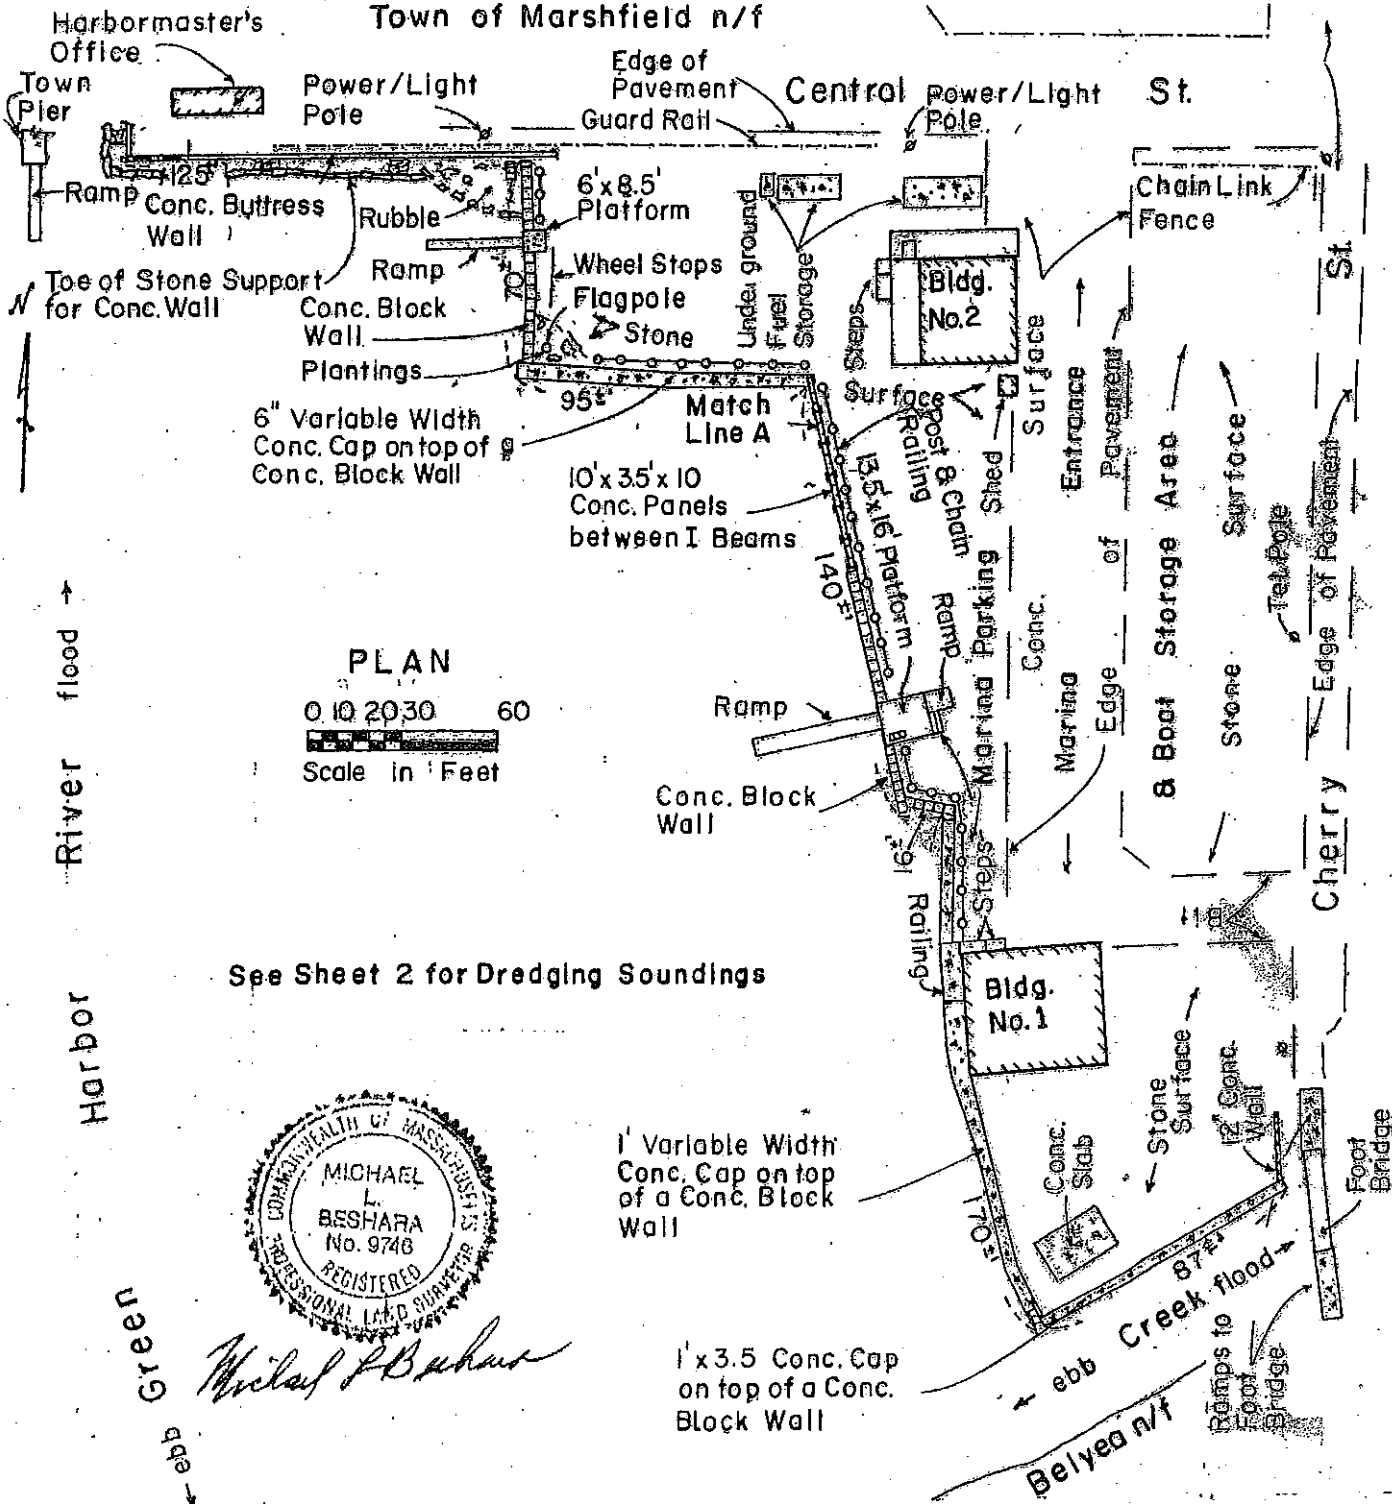 Town of Marshfield n/f
Harbormaster's
Office
Town
Pier
Power/Light
Pole
Edge of
Pavement
Guard Rail
Central St.
Power/Light
Pole
Ramp
125'
Conc. Buttress
Wall
Rubble
6'x8.5'
Platform
Chain Link
Fence
Toe of Stone Support
for Conc. Wall
N
Ramp
70
Wheel Stops
Flagpole
Stone
Conc. Block
Wall
Plantings
Underground
Fuel
Storage
Steps
Bldg.
No.2
Surface
95±'
6" Variable Width
Conc. Cap on top of a
Conc. Block Wall
Match
Line A
Surface
Post & Chain
Railing
10'x3.5'x10
Conc. Panels
between I Beams
13.5'x16' Platform
140±'
Ramp
Marina Parking
Shed
Conc.
Marina
Entrance
Edge of Pavement
& Boat Storage Area
Stone Surface
Tel. Pole
Edge of Pavement
Cherry St.
PLAN
0 10 20 30 60
Scale in Feet
Ramp
Conc. Block
Wall
16±'
Railing
Steps
18
River flood →
Harbor
Green
← ebb
See Sheet 2 for Dredging Soundings
Bldg.
No.1
Stone
Surface
12" Conc.
Wall
Conc.
Slab
Foot
Bridge
COMMONWEALTH OF MASSACHUSETTS
MICHAEL
L.
BESHARA
No. 9746
REGISTERED
PROFESSIONAL LAND SURVEYOR
Michael L Beshara
1' Variable Width
Conc. Cap on top
of a Conc. Block
Wall
170±'
87±'
1'x3.5 Conc. Cap
on top of a Conc.
Block Wall
← ebb Creek flood →
Ramps to
Foot
Bridge
Belyea n/f